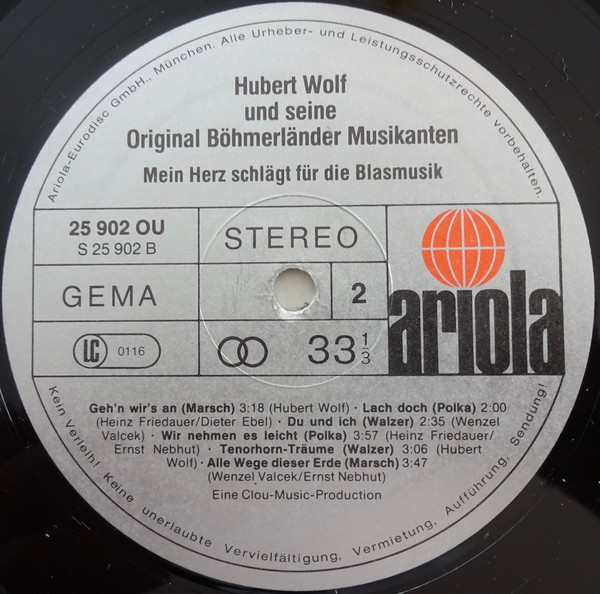 Ariola-Eurodisc GmbH., München. Alle Urheber- und Leistungsschutzrechte vorbehalten.
Hubert Wolf
und seine
Original Böhmerländer Musikanten
Mein Herz schlägt für die Blasmusik
25 902 OU
S 25 902 B
STEREO
GEMA
2
ariola
LC 0116
33 1/3
Geh'n wir's an (Marsch) 3:18 (Hubert Wolf) · Lach doch (Polka) 2:00
(Heinz Friedauer/Dieter Ebel) · Du und ich (Walzer) 2:35 (Wenzel
Valcek) · Wir nehmen es leicht (Polka) 3:57 (Heinz Friedauer/
Ernst Nebhut) · Tenorhorn-Träume (Walzer) 3:06 (Hubert
Wolf) · Alle Wege dieser Erde (Marsch) 3:47
(Wenzel Valcek/Ernst Nebhut)
Eine Clou-Music-Production
Kein Verleih! Keine unerlaubte Vervielfältigung, Vermietung, Aufführung, Sendung!